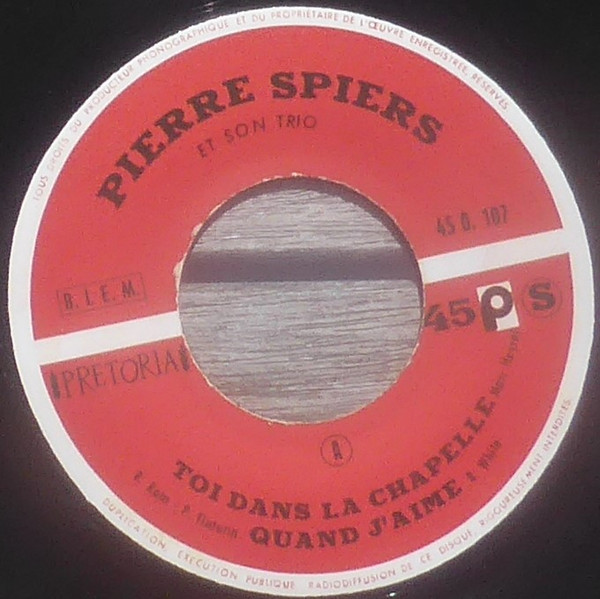 TOUS DROITS DU PRODUCTEUR PHONOGRAPHIQUE ET DU PROPRIÉTAIRE DE L'ŒUVRE ENREGISTRÉE, RÉSERVÉS
PIERRE SPIERS
ET SON TRIO
45 D. 107
B. I. E. M.
45 PS
PRETORIA
A
TOI DANS LA CHAPELLE
QUAND J'AIME
DUPLICATION, EXÉCUTION PUBLIQUE, RADIODIFFUSION DE CE DISQUE, RIGOUREUSEMENT INTERDITES.